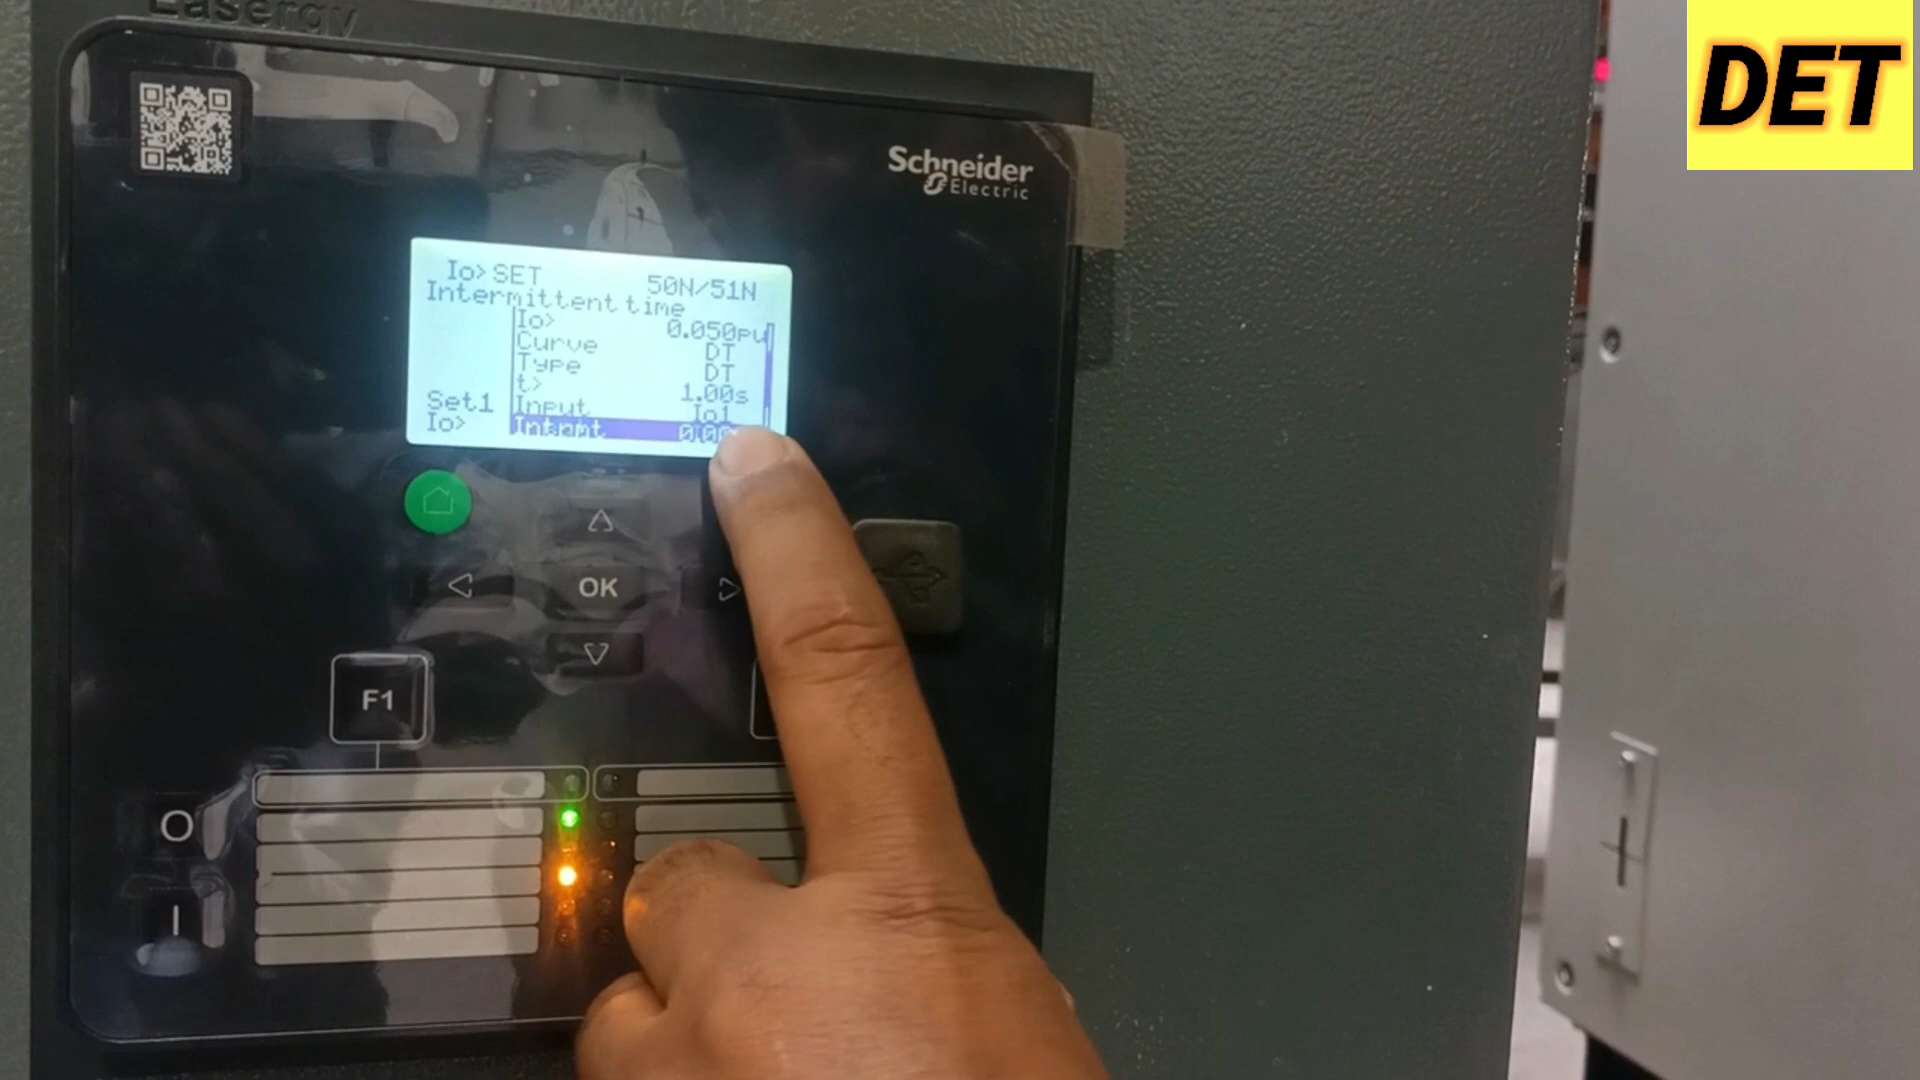 Easergy
DET
Schneider
Electric
Io> SET 50N/51N
Intermittent time
Io> 0.050pu
Curve DT
Type DT
t> 1.00s
Set1 Input Io1
Io> Intrmt
OK
F1
O
I